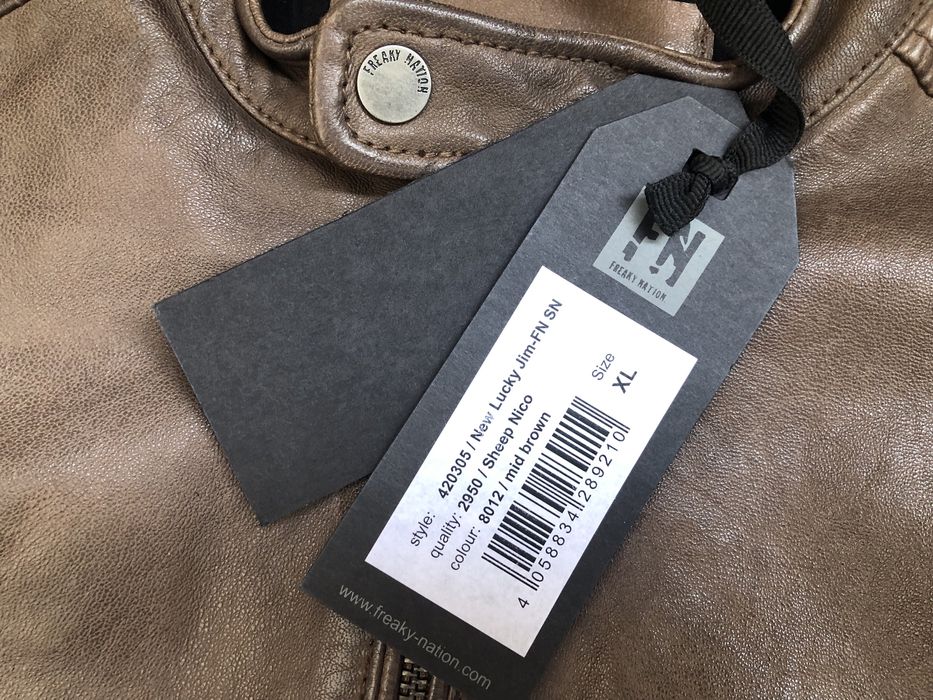 FREAKY NATION
FN
FREAKY NATION
style: 420305 / New Lucky Jim-FN SN
quality: 2950 / Sheep Nico
colour: 8012 / mid brown
Size
XL
4 058834 289210
www.freaky-nation.com